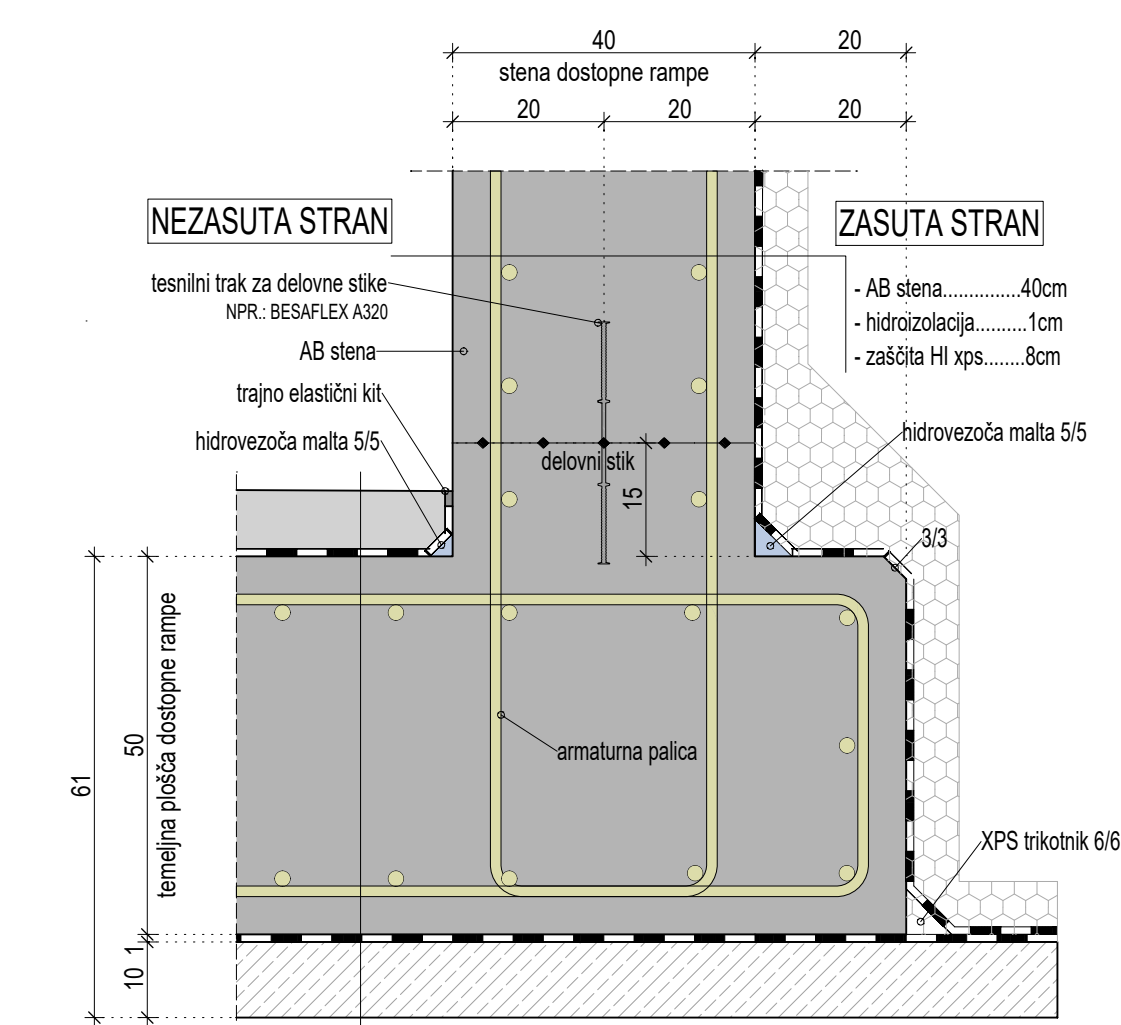 40
20
stena dostopne rampe
20
20
20
NEZASUTA STRAN
ZASUTA STRAN
tesnilni trak za delovne stike
NPR.: BESAFLEX A320
AB stena
trajno elastični kit
hidrovezoča malta 5/5
- AB stena...............40cm
- hidroizolacija..........1cm
- zaščita HI xps........8cm
hidrovezoča malta 5/5
delovni stik
15
3/3
armaturna palica
XPS trikotnik 6/6
61
50
temeljna plošča dostopne rampe
1
10